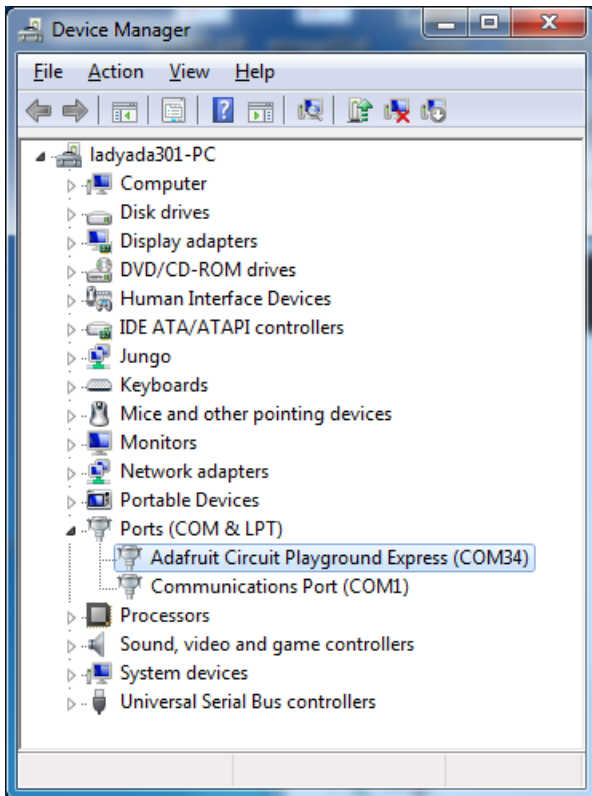 Device Manager
File Action View Help
ladyada301-PC
Computer
Disk drives
Display adapters
DVD/CD-ROM drives
Human Interface Devices
IDE ATA/ATAPI controllers
Jungo
Keyboards
Mice and other pointing devices
Monitors
Network adapters
Portable Devices
Ports (COM & LPT)
Adafruit Circuit Playground Express (COM34)
Communications Port (COM1)
Processors
Sound, video and game controllers
System devices
Universal Serial Bus controllers